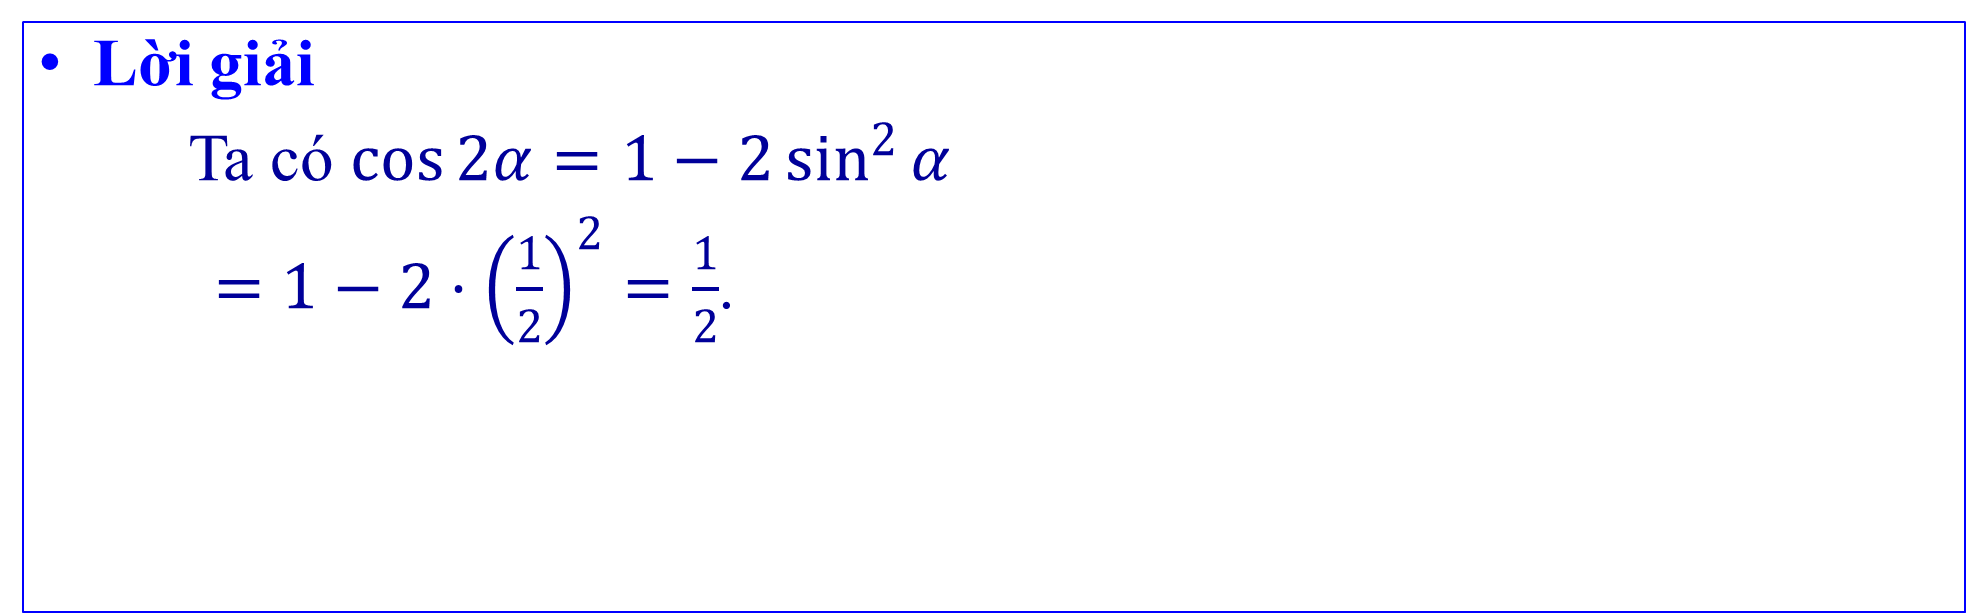 • Lời giải
Ta có cos 2α = 1 − 2 sin² α
= 1 − 2 · (1/2)² = 1/2.